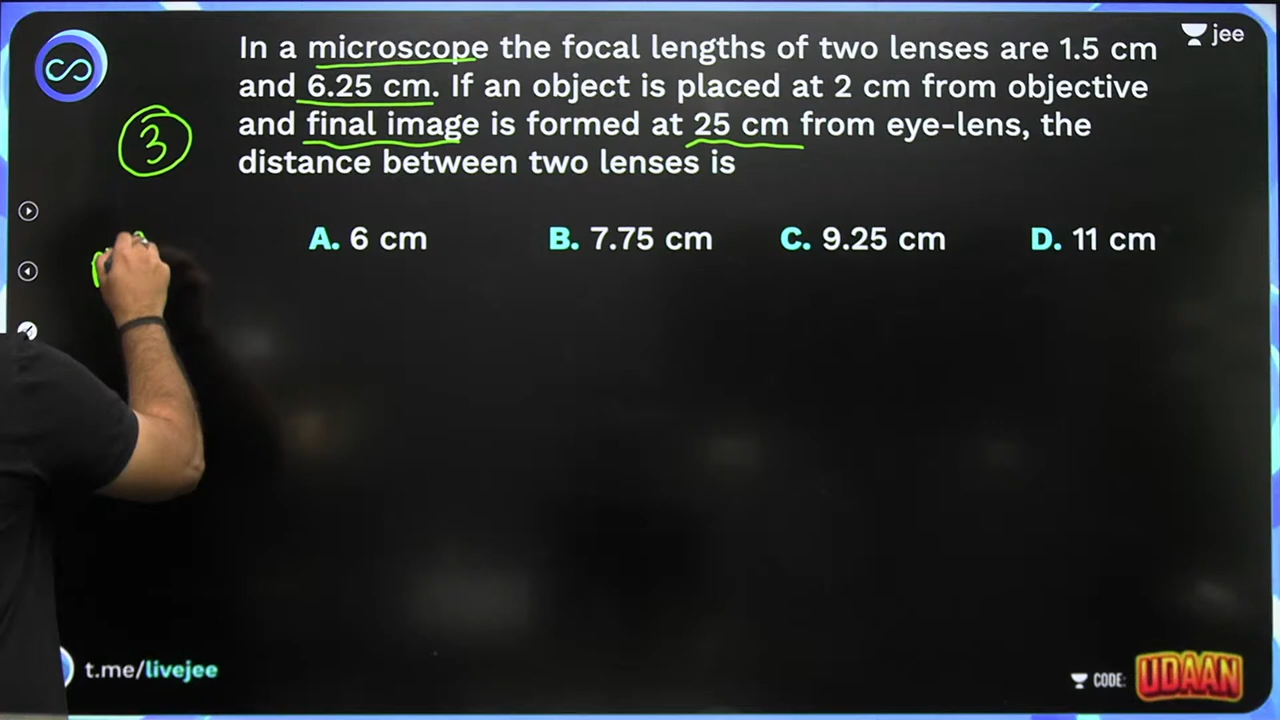 jee
In a microscope the focal lengths of two lenses are 1.5 cm
and 6.25 cm. If an object is placed at 2 cm from objective
and final image is formed at 25 cm from eye-lens, the
distance between two lenses is
3
A. 6 cm B. 7.75 cm C. 9.25 cm D. 11 cm
t.me/livejee
CODE: UDAAN